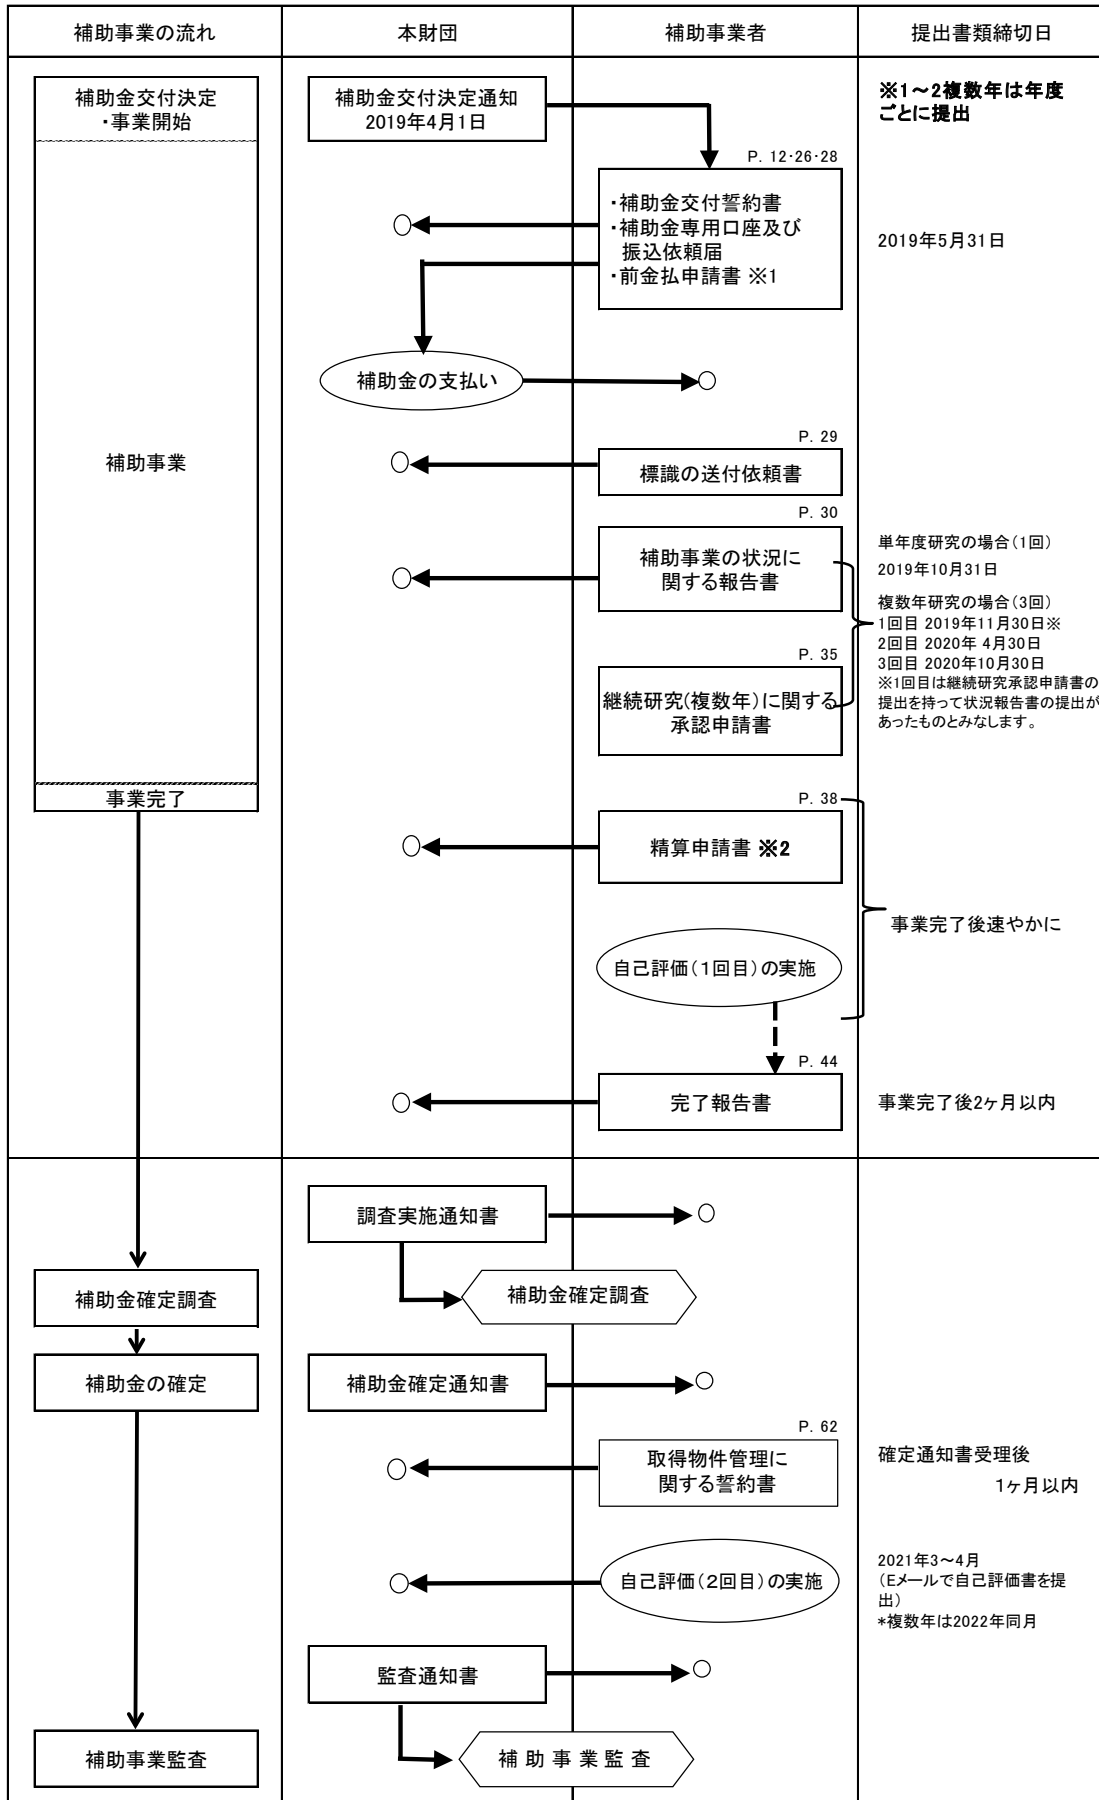 補助事業の流れ
本財団
補助事業者
提出書類締切日
補助金交付決定
・事業開始
補助金交付決定通知
2019年4月1日
※1～2複数年は年度
ごとに提出
P. 12・26・28
・補助金交付誓約書
・補助金専用口座及び
振込依頼届
・前金払申請書 ※1
2019年5月31日
補助金の支払い
補助事業
P. 29
標識の送付依頼書
P. 30
補助事業の状況に
関する報告書
単年度研究の場合（1回）
2019年10月31日
複数年研究の場合（3回）
1回目 2019年11月30日※
2回目 2020年 4月30日
3回目 2020年10月30日
※1回目は継続研究承認申請書の
提出を持って状況報告書の提出が
あったものとみなします。
P. 35
継続研究(複数年)に関する
承認申請書
事業完了
P. 38
精算申請書 ※2
事業完了後速やかに
自己評価（1回目）の実施
P. 44
完了報告書
事業完了後2ヶ月以内
調査実施通知書
補助金確定調査
補助金確定調査
補助金の確定
補助金確定通知書
P. 62
取得物件管理に
関する誓約書
確定通知書受理後
1ヶ月以内
自己評価（2回目）の実施
2021年3～4月
（Eメールで自己評価書を提
出）
*複数年は2022年同月
監査通知書
補助事業監査
補 助 事 業 監 査